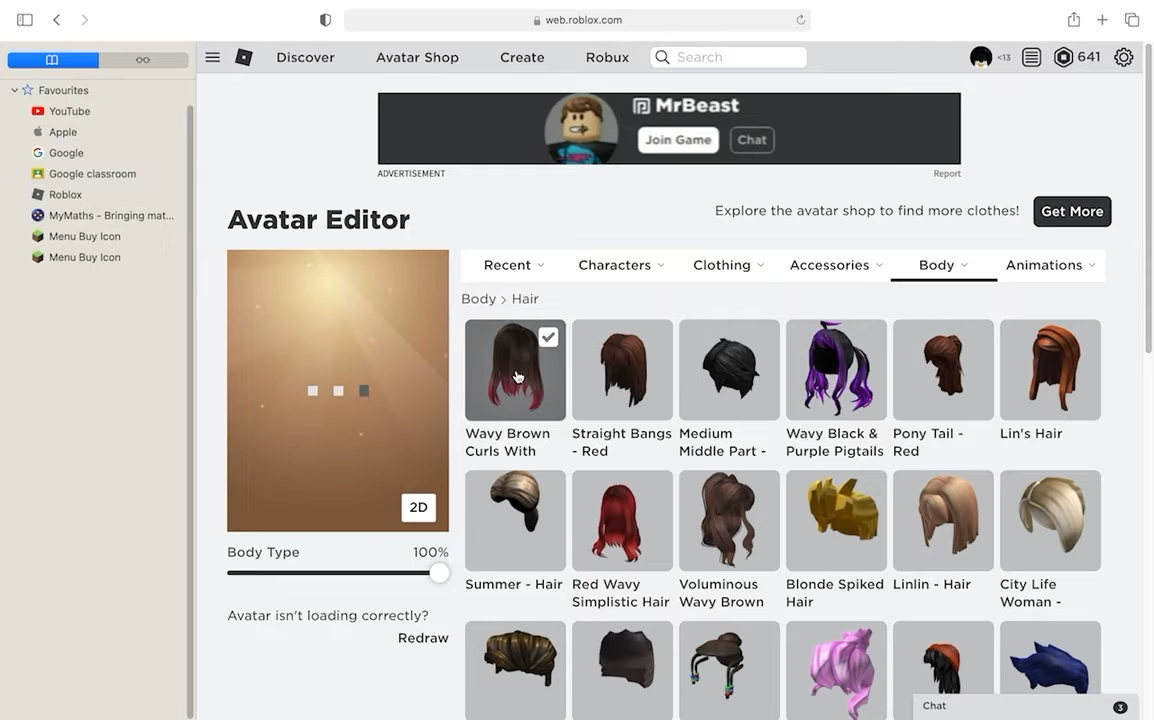 web.roblox.com
Favourites
YouTube
Apple
Google
Google classroom
Roblox
MyMaths - Bringing mat...
Menu Buy Icon
Menu Buy Icon
Discover
Avatar Shop
Create
Robux
Search
<13
641
MrBeast
Join Game
Chat
ADVERTISEMENT
Report
Avatar Editor
Explore the avatar shop to find more clothes!
Get More
2D
Body Type
100%
Avatar isn't loading correctly?
Redraw
Recent
Characters
Clothing
Accessories
Body
Animations
Body > Hair
Wavy Brown
Curls With
Straight Bangs
- Red
Medium
Middle Part -
Wavy Black &
Purple Pigtails
Pony Tail -
Red
Lin's Hair
Summer - Hair
Red Wavy
Simplistic Hair
Voluminous
Wavy Brown
Blonde Spiked
Hair
Linlin - Hair
City Life
Woman -
Chat
3